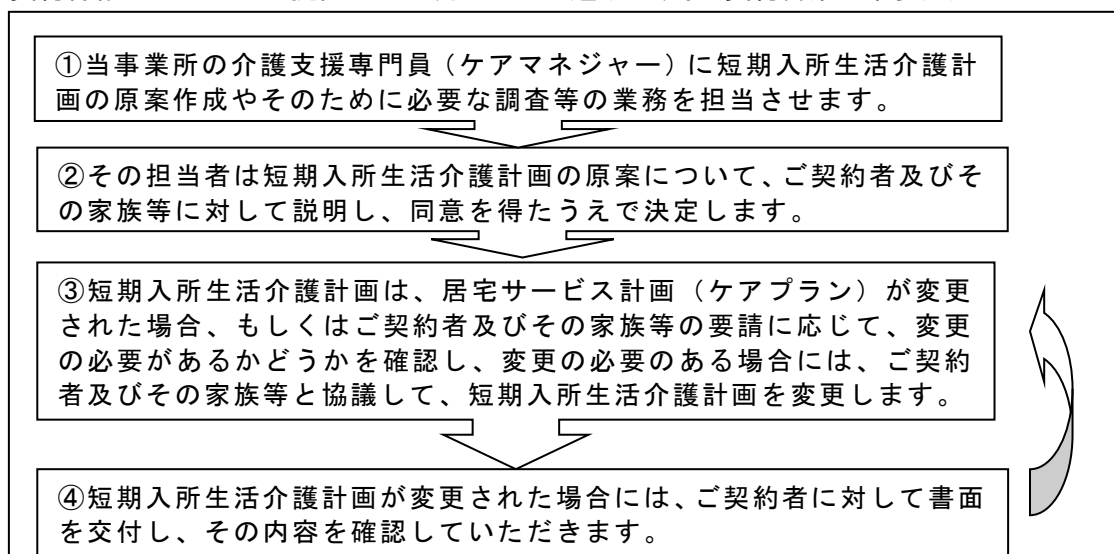 ①当事業所の介護支援専門員（ケアマネジャー）に短期入所生活介護計
画の原案作成やそのために必要な調査等の業務を担当させます。
②その担当者は短期入所生活介護計画の原案について、ご契約者及びそ
の家族等に対して説明し、同意を得たうえで決定します。
③短期入所生活介護計画は、居宅サービス計画（ケアプラン）が変更
された場合、もしくはご契約者及びその家族等の要請に応じて、変更
の必要があるかどうかを確認し、変更の必要のある場合には、ご契約
者及びその家族等と協議して、短期入所生活介護計画を変更します。
④短期入所生活介護計画が変更された場合には、ご契約者に対して書面
を交付し、その内容を確認していただきます。